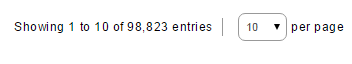 Showing 1 to 10 of 98,823 entries | 10 ▼ per page